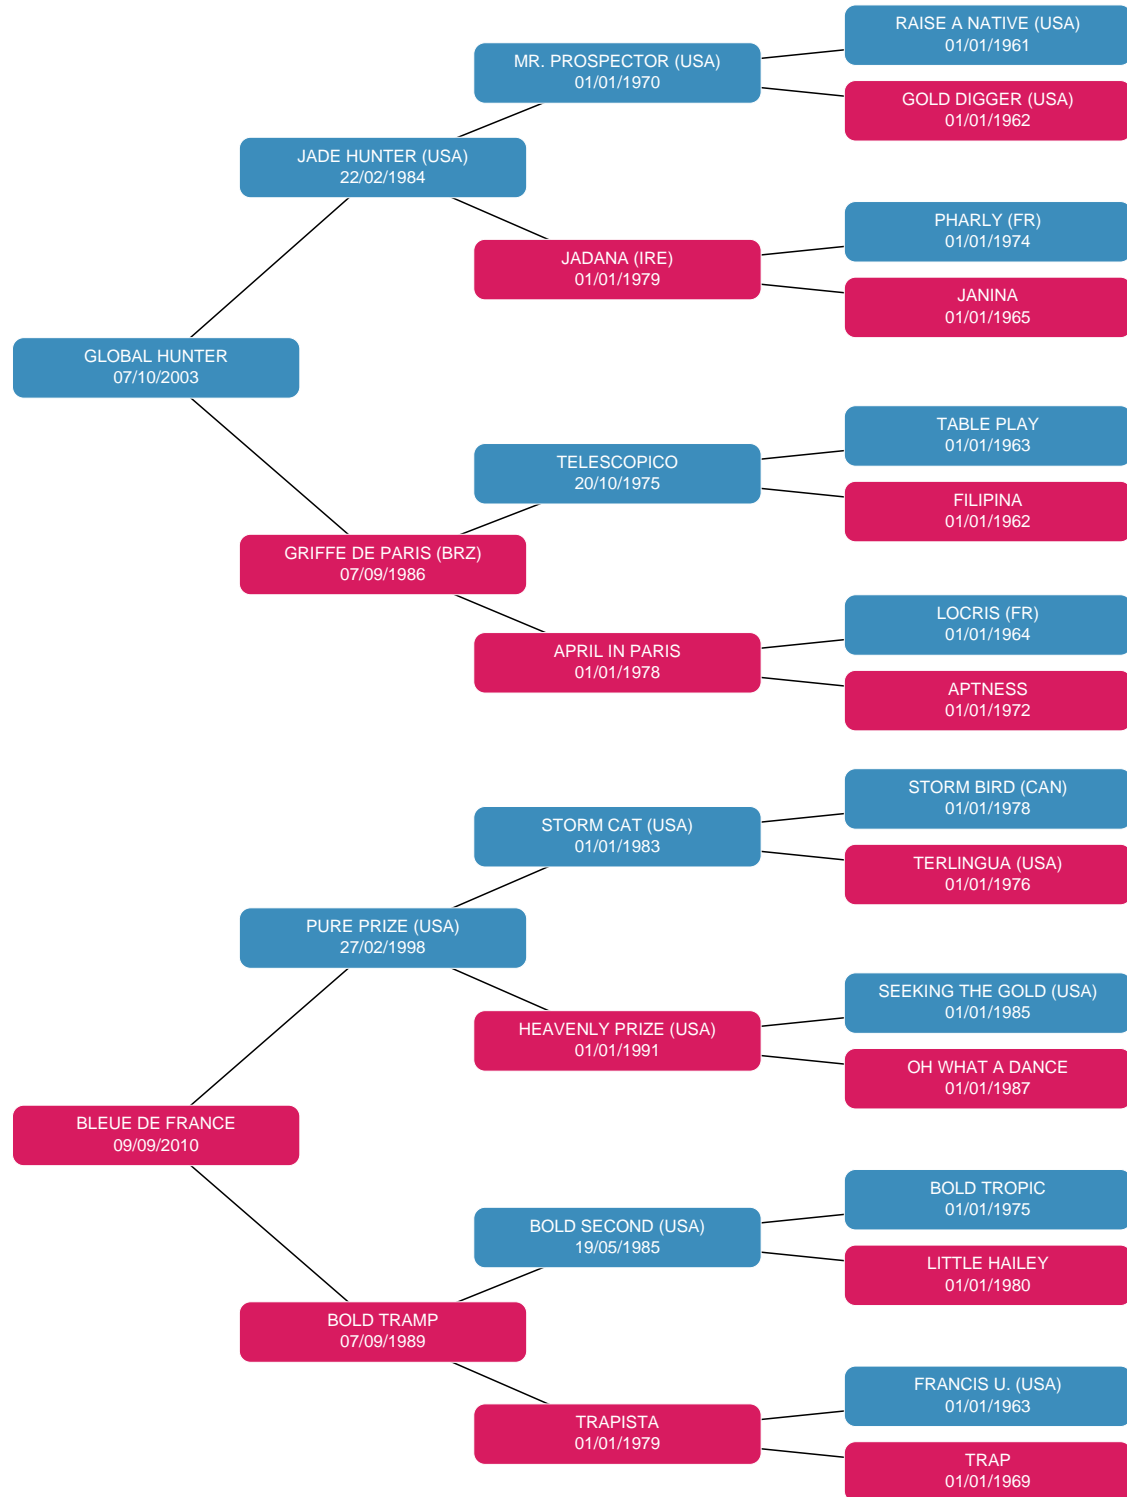 RAISE A NATIVE (USA)
01/01/1961
MR. PROSPECTOR (USA)
01/01/1970
GOLD DIGGER (USA)
01/01/1962
JADE HUNTER (USA)
22/02/1984
PHARLY (FR)
01/01/1974
JADANA (IRE)
01/01/1979
JANINA
01/01/1965
GLOBAL HUNTER
07/10/2003
TABLE PLAY
01/01/1963
TELESCOPICO
20/10/1975
FILIPINA
01/01/1962
GRIFFE DE PARIS (BRZ)
07/09/1986
LOCRIS (FR)
01/01/1964
APRIL IN PARIS
01/01/1978
APTNESS
01/01/1972
STORM BIRD (CAN)
01/01/1978
STORM CAT (USA)
01/01/1983
TERLINGUA (USA)
01/01/1976
PURE PRIZE (USA)
27/02/1998
SEEKING THE GOLD (USA)
01/01/1985
HEAVENLY PRIZE (USA)
01/01/1991
OH WHAT A DANCE
01/01/1987
BLEUE DE FRANCE
09/09/2010
BOLD TROPIC
01/01/1975
BOLD SECOND (USA)
19/05/1985
LITTLE HAILEY
01/01/1980
BOLD TRAMP
07/09/1989
FRANCIS U. (USA)
01/01/1963
TRAPISTA
01/01/1979
TRAP
01/01/1969